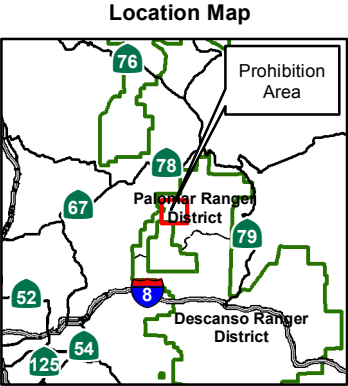 Location Map
76
Prohibition
Area
78
Palomar Ranger
District
67
79
52
8
Descanso Ranger
District
54
125